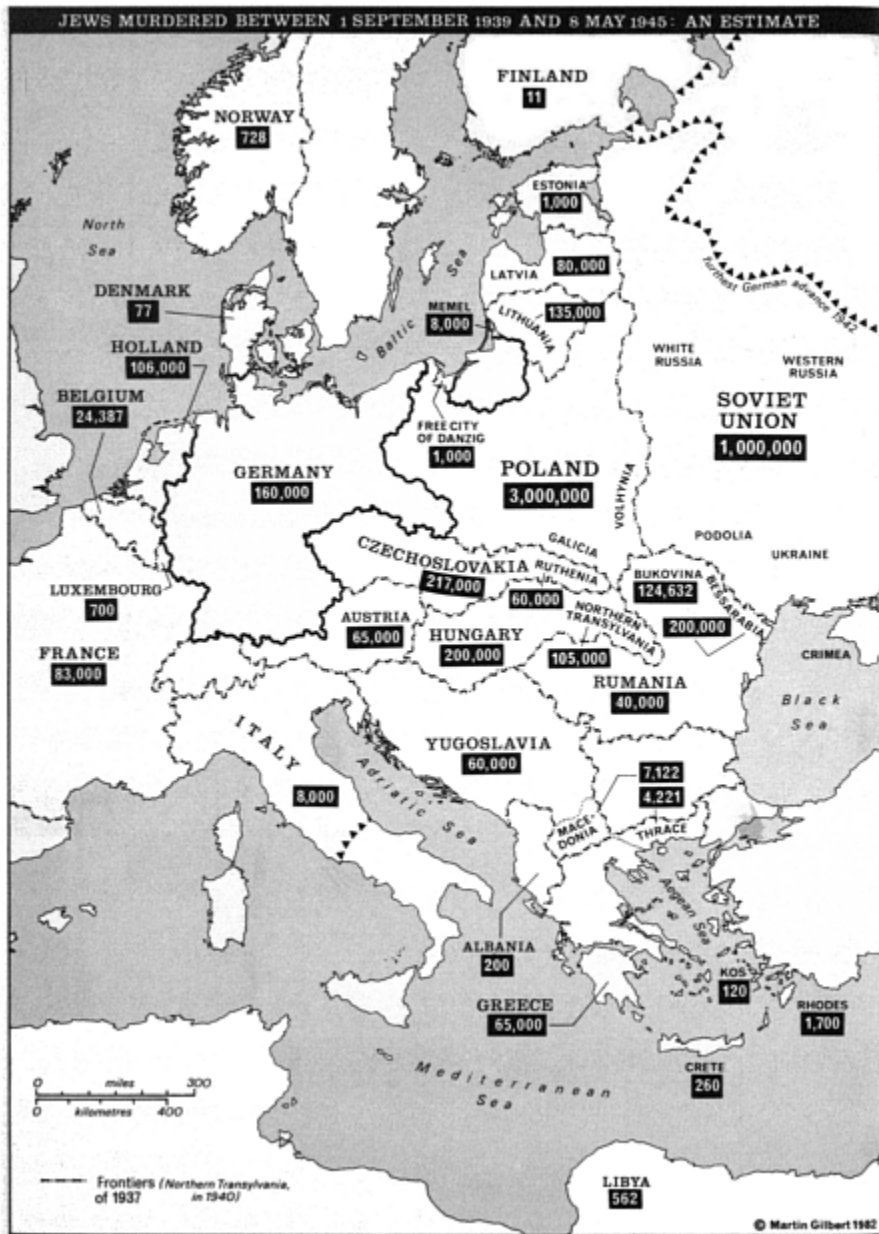 JEWS MURDERED BETWEEN 1 SEPTEMBER 1939 AND 8 MAY 1945: AN ESTIMATE
FINLAND
11
NORWAY
728
ESTONIA
1,000
North
Sea
LATVIA
80,000
Baltic
Sea
Furthest German advance 1942
DENMARK
77
MEMEL
8,000
LITHUANIA
135,000
HOLLAND
106,000
WHITE
RUSSIA
WESTERN
RUSSIA
BELGIUM
24,387
SOVIET
UNION
1,000,000
FREE CITY
OF DANZIG
1,000
GERMANY
160,000
POLAND
3,000,000
VOLHYNIA
GALICIA
PODOLIA
UKRAINE
CZECHOSLOVAKIA
217,000
RUTHENIA
60,000
BUKOVINA
124,632
BESSARABIA
200,000
LUXEMBOURG
700
AUSTRIA
65,000
HUNGARY
200,000
NORTHERN
TRANSYLVANIA
105,000
FRANCE
83,000
CRIMEA
RUMANIA
40,000
Black
Sea
ITALY
8,000
YUGOSLAVIA
60,000
Adriatic Sea
7,122
4,221
MACE-
DONIA
THRACE
Aegean Sea
ALBANIA
200
KOS
120
GREECE
65,000
RHODES
1,700
CRETE
260
Mediterranean
Sea
0 miles 300
0 kilometres 400
Frontiers (Northern Transylvania,
of 1937 in 1940)
LIBYA
562
© Martin Gilbert 1982